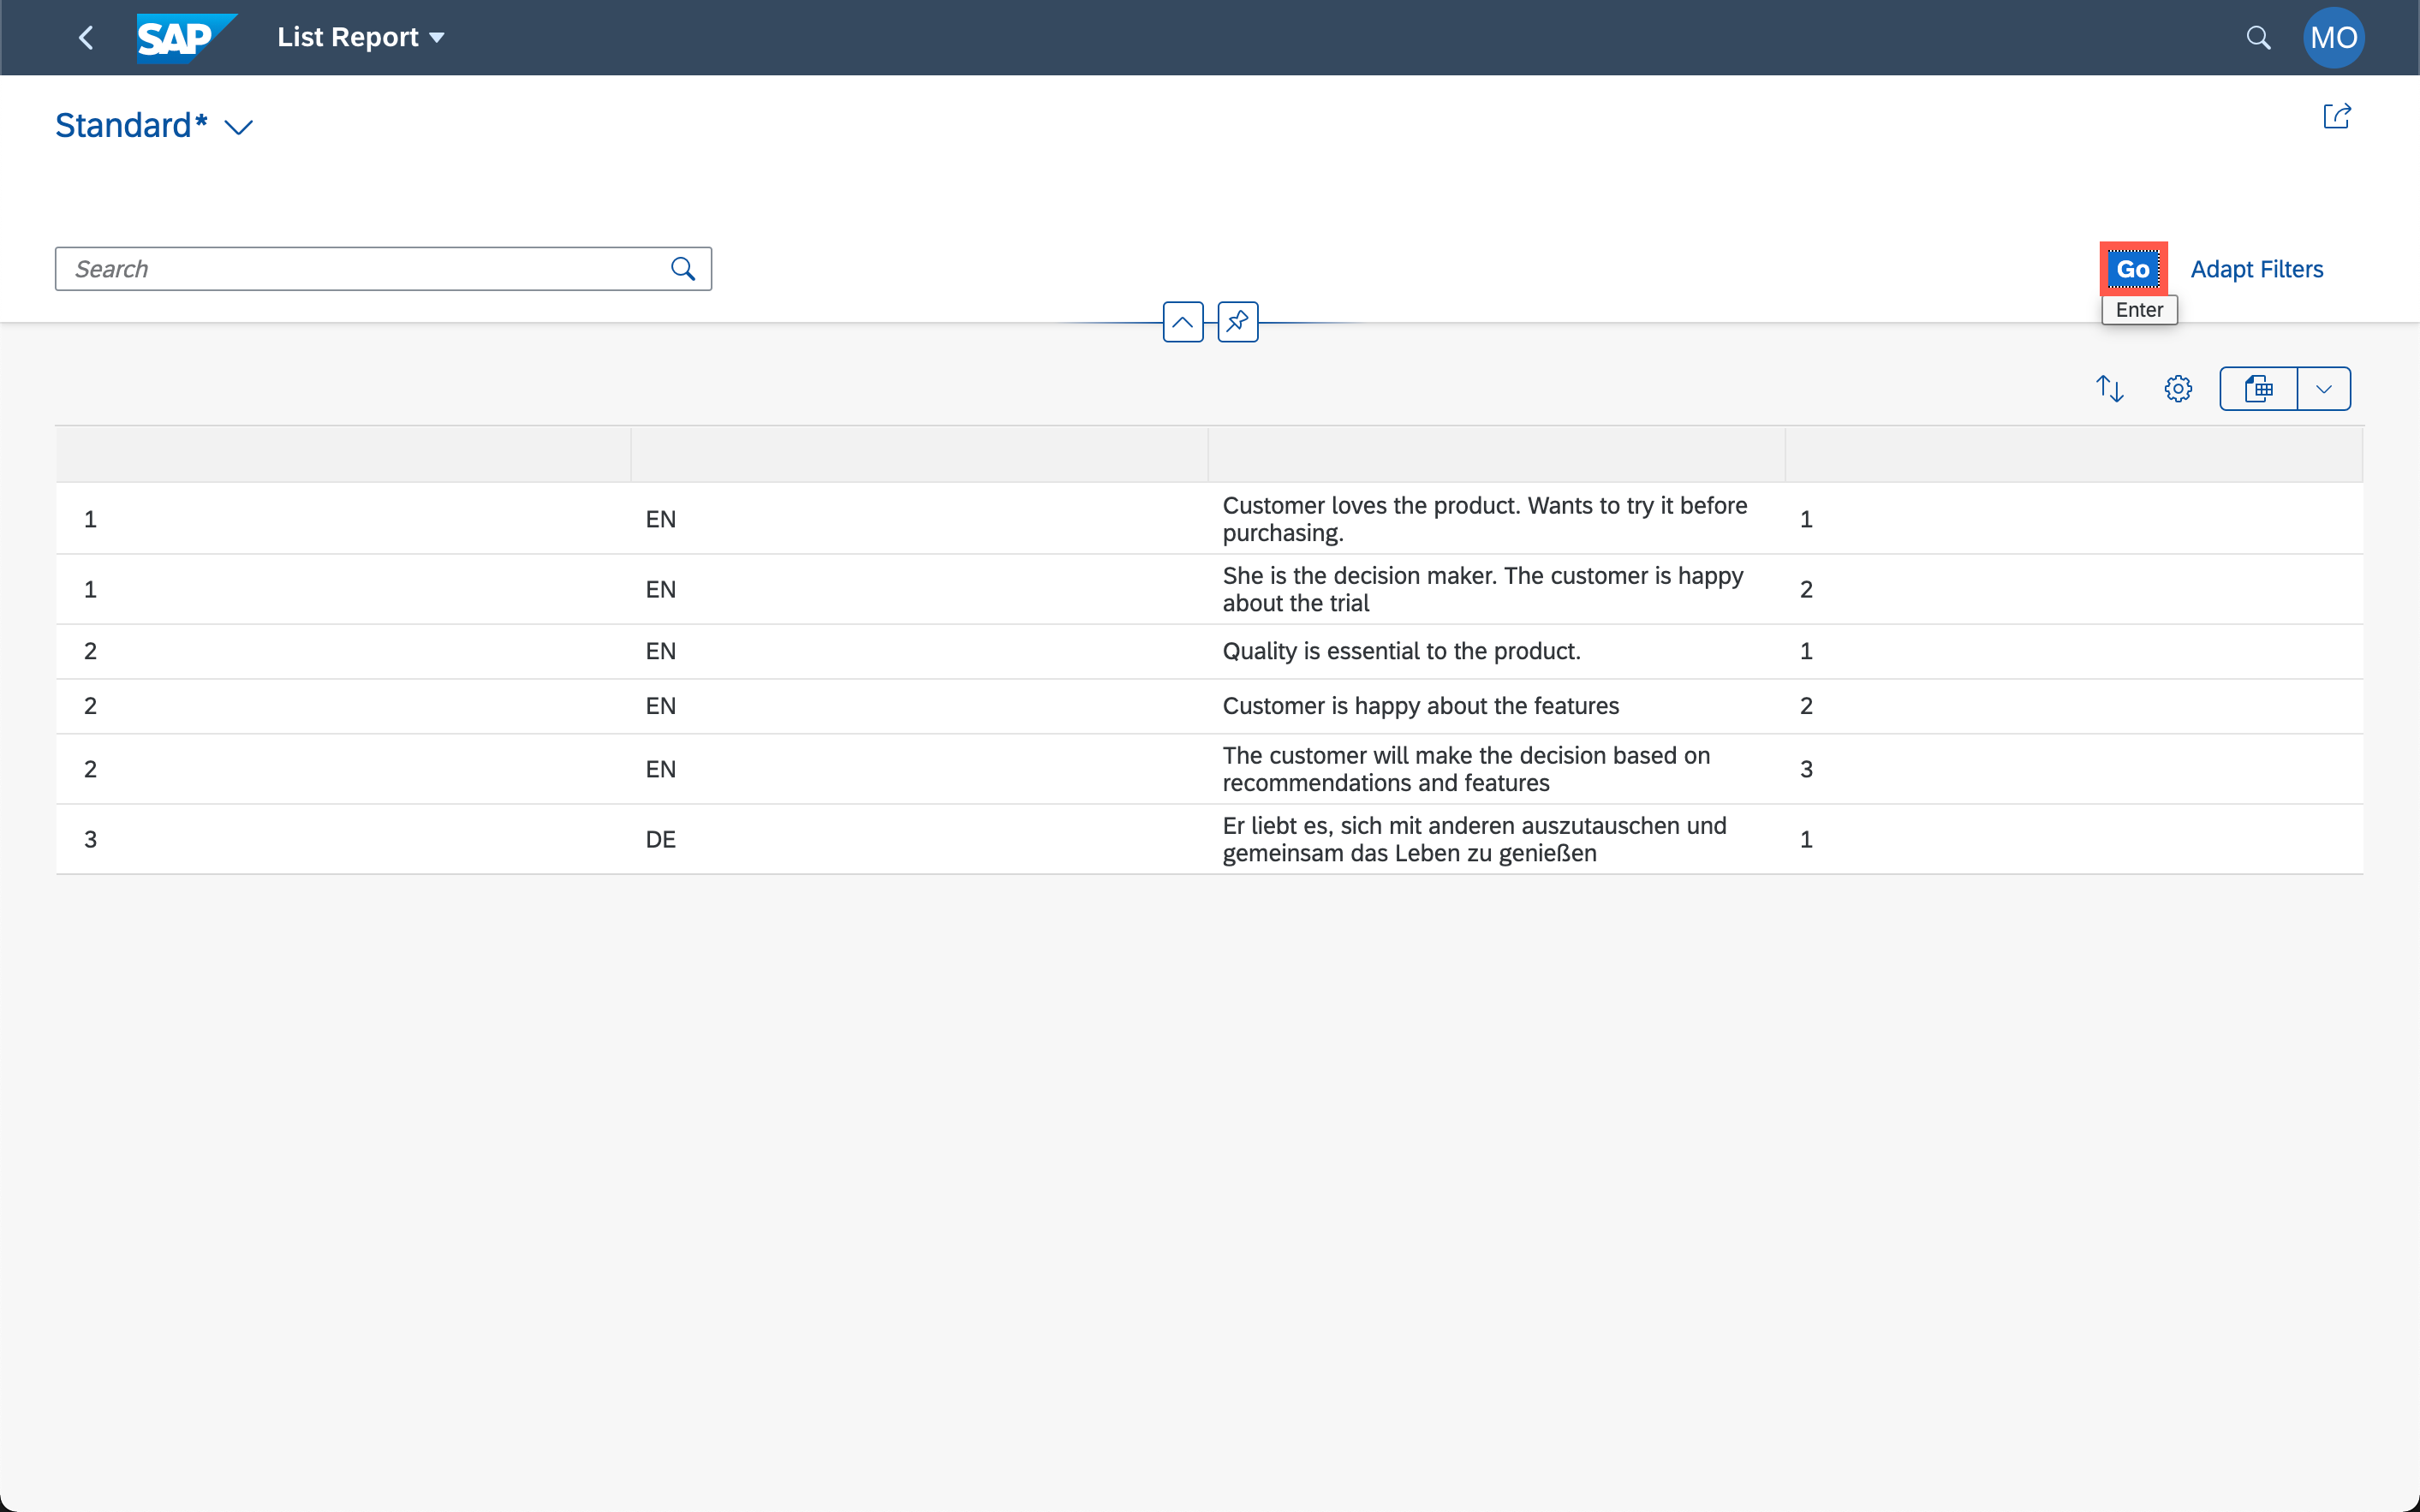 SAP List Report MO
Standard*
Search Go Adapt Filters
Enter
1 EN Customer loves the product. Wants to try it before
purchasing. 1
1 EN She is the decision maker. The customer is happy
about the trial 2
2 EN Quality is essential to the product. 1
2 EN Customer is happy about the features 2
2 EN The customer will make the decision based on
recommendations and features 3
3 DE Er liebt es, sich mit anderen auszutauschen und
gemeinsam das Leben zu genießen 1